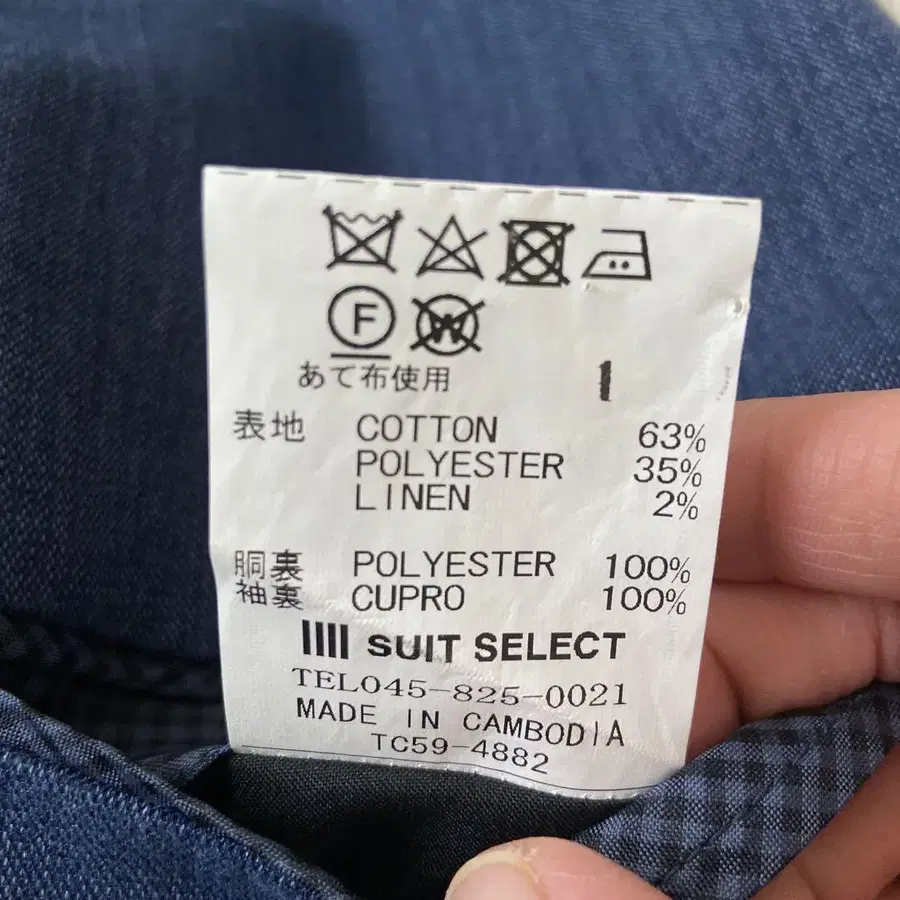 F W
あて布使用
表地 COTTON 63%
POLYESTER 35%
LINEN 2%
胴裏 POLYESTER 100%
袖裏 CUPRO 100%
SUIT SELECT
TEL045-825-0021
MADE IN CAMBODIA
TC59-4882